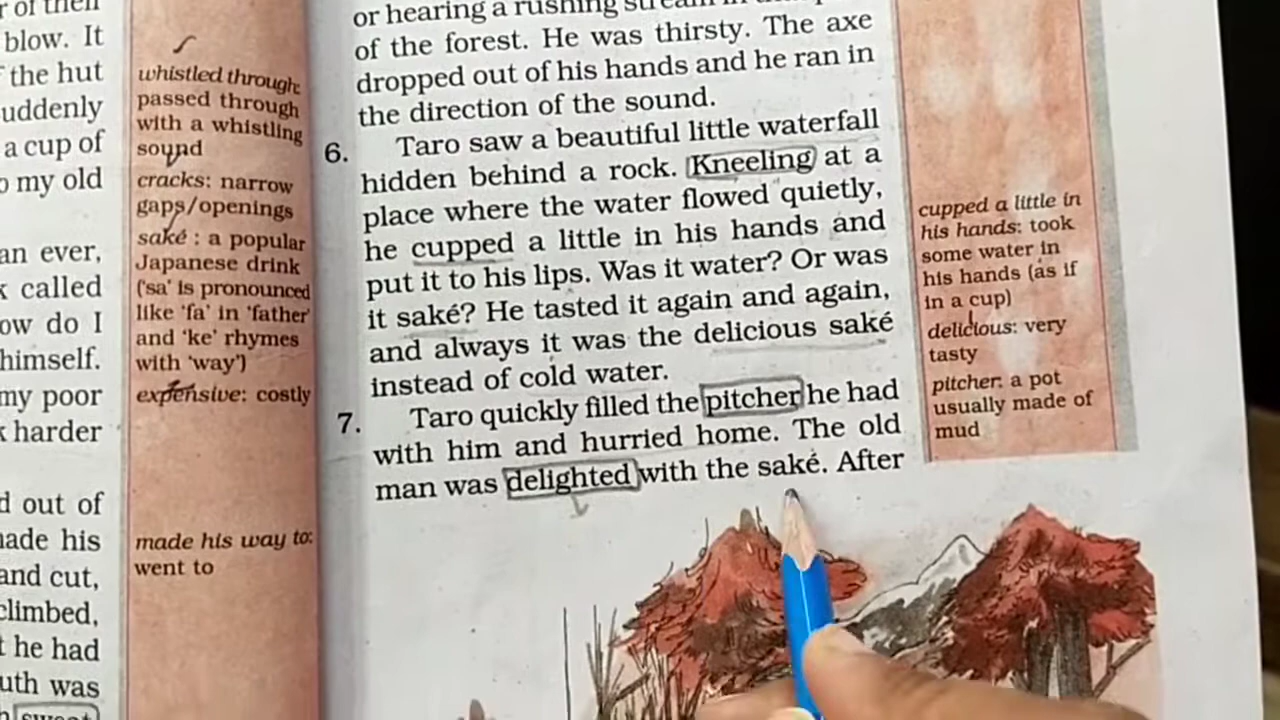 r of them
blow. It
the hut
uddenly
a cup of
o my old
an ever,
k called
ow do I
himself.
my poor
k harder
d out of
nade his
and cut,
climbed,
t he had
uth was
sweet
whistled through:
passed through
with a whistling
sound
cracks: narrow
gaps/openings
saké : a popular
Japanese drink
('sa' is pronounced
like 'fa' in 'father'
and 'ke' rhymes
with 'way')
expensive: costly
made his way to:
went to
or hearing a rushing stream in
of the forest. He was thirsty. The axe
dropped out of his hands and he ran in
the direction of the sound.
6. Taro saw a beautiful little waterfall
hidden behind a rock. Kneeling at a
place where the water flowed quietly,
he cupped a little in his hands and
put it to his lips. Was it water? Or was
it saké? He tasted it again and again,
and always it was the delicious saké
instead of cold water.
7. Taro quickly filled the pitcher he had
with him and hurried home. The old
man was delighted with the saké. After
cupped a little in
his hands: took
some water in
his hands (as if
in a cup)
delicious: very
tasty
pitcher: a pot
usually made of
mud